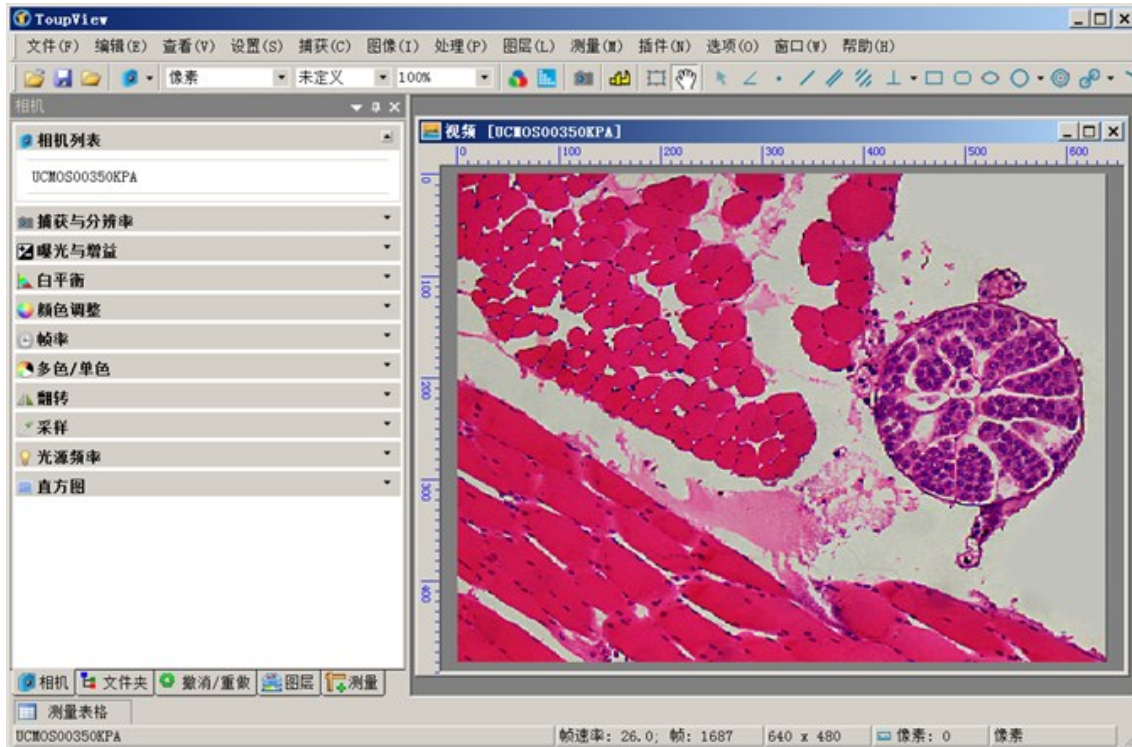 ToupView
文件(F) 编辑(E) 查看(V) 设置(S) 捕获(C) 图像(I) 处理(P) 图层(L) 测量(M) 插件(N) 选项(O) 窗口(W) 帮助(H)
像素 未定义 100%
相机
相机列表
UCMOS00350KPA
捕获与分辨率
曝光与增益
白平衡
颜色调整
帧率
多色/单色
翻转
采样
光源频率
直方图
视频 [UCMOS00350KPA]
0 100 200 300 400 500 600
0
100
200
300
400
相机 文件夹 撤消/重做 图层 测量
测量表格
UCMOS00350KPA 帧速率: 26.0; 帧: 1687 640 x 480 像素: 0 像素